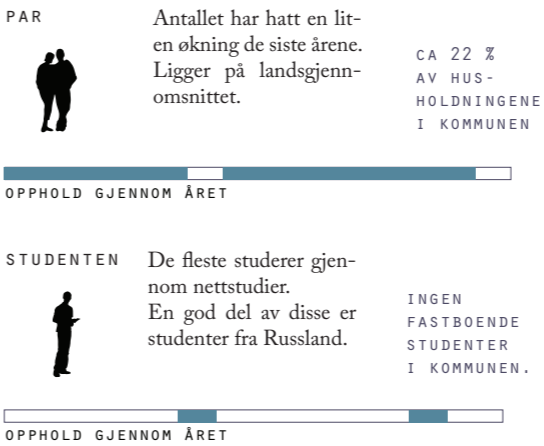 PAR
Antallet har hatt en lit-
en økning de siste årene.
Ligger på landsgjenn-
omsnittet.
CA 22 %
AV HUS-
HOLDNINGENE
I KOMMUNEN
OPPHOLD GJENNOM ÅRET
STUDENTEN
De fleste studerer gjen-
nom nettstudier.
En god del av disse er
studenter fra Russland.
INGEN
FASTBOENDE
STUDENTER
I KOMMUNEN.
OPPHOLD GJENNOM ÅRET